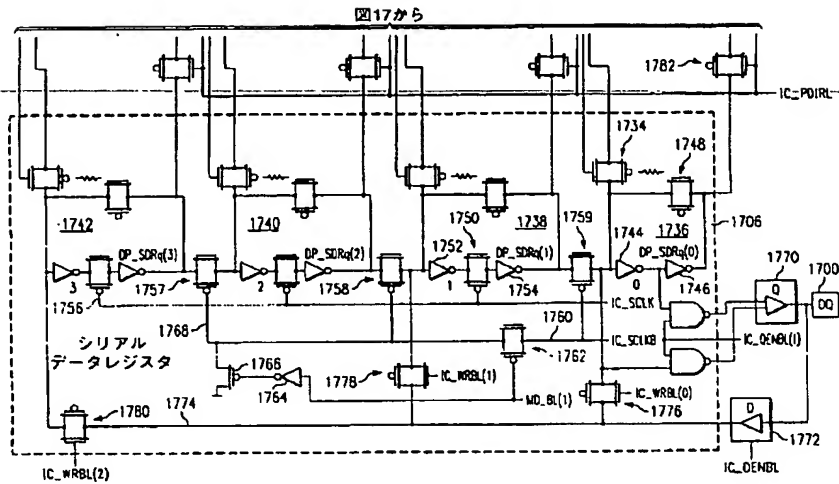 図17から
1782
IC_PDIRL
1734
1748
1742
1740
1750
1738
1759
1736
1706
DP_SDRq(3)
DP_SDRq(2)
1752
DP_SDRq(1)
1744
DP_SDRq(0)
1770
1700
3
1756
1757
2
1758
1
1754
0
1746
Q
DQ
IC_SCLK
1768
1760
IC_SCLKB
IC_OENBL(1)
シリアル
データレジスタ
1766
1764
1762
1778
IC_WRBL(1)
MD_BL(1)
IC_WRBL(0)
1776
1780
1774
D
1772
IC_WRBL(2)
IC_OENBL